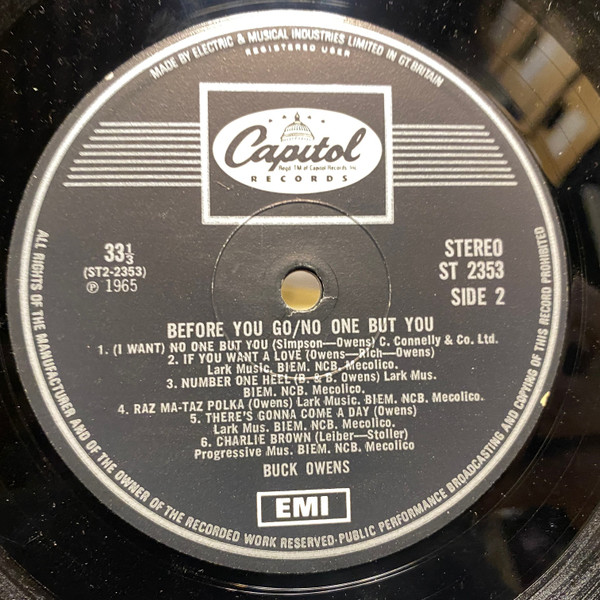 MADE BY ELECTRIC & MUSICAL INDUSTRIES LIMITED IN GT. BRITAIN
REGISTERED USER
Capitol
Regd. TM of Capitol Records, Inc.
RECORDS
33⅓
(ST2-2353)
Ⓟ 1965
STEREO
ST 2353
SIDE 2
BEFORE YOU GO/NO ONE BUT YOU
1. (I WANT) NO ONE BUT YOU (Simpson—Owens) C. Connelly & Co. Ltd.
2. IF YOU WANT A LOVE (Owens—Rich—Owens)
Lark Music. BIEM. NCB. Mecolico.
3. NUMBER ONE HELL (B. & B. Owens) Lark Mus.
BIEM. NCB. Mecolico.
4. RAZ MA-TAZ POLKA (Owens) Lark Music. BIEM. NCB. Mecolico.
5. THERE'S GONNA COME A DAY (Owens)
Lark Mus. BIEM. NCB. Mecolico.
6. CHARLIE BROWN (Leiber—Stoller)
Progressive Mus. BIEM. NCB. Mecolico
BUCK OWENS
EMI
ALL RIGHTS OF THE MANUFACTURER AND OF THE OWNER OF THE RECORDED WORK RESERVED·PUBLIC PERFORMANCE BROADCASTING AND COPYING OF THIS RECORD PROHIBITED